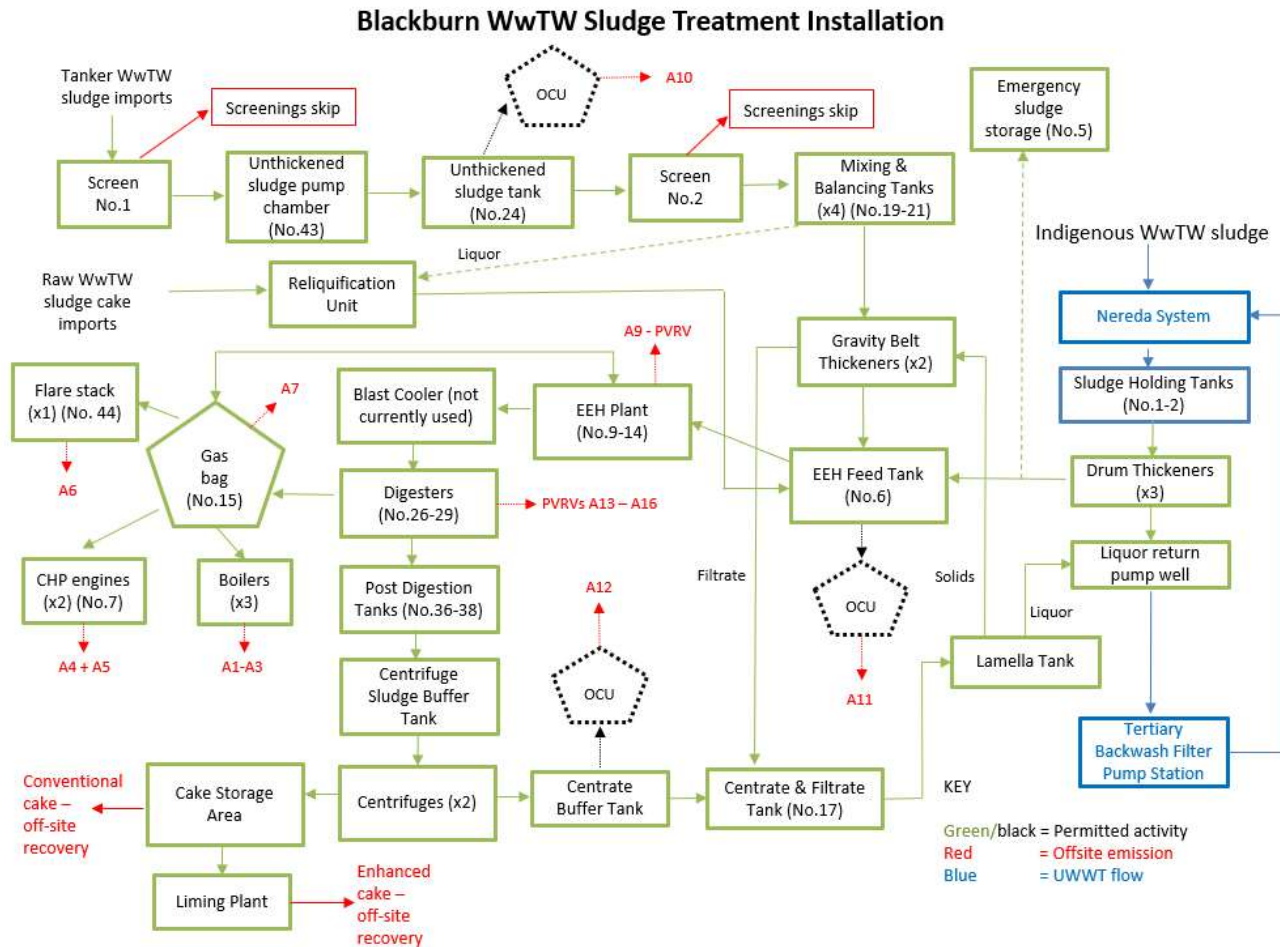 Blackburn WwTW Sludge Treatment Installation
Tanker WwTW
sludge imports
Screenings skip
OCU
A10
Screenings skip
Emergency
sludge
storage (No.5)
Screen
No.1
Unthickened
sludge pump
chamber
(No.43)
Unthickened
sludge tank
(No.24)
Screen
No.2
Mixing &
Balancing Tanks
(x4) (No.19-21)
Indigenous WwTW sludge
Liquor
Raw WwTW
sludge cake
imports
Reliquification
Unit
Nereda System
A9 - PVRV
Gravity Belt
Thickeners (x2)
Flare stack
(x1) (No. 44)
A7
Blast Cooler (not
currently used)
EEH Plant
(No.9-14)
Sludge Holding Tanks
(No.1-2)
A6
Gas
bag
(No.15)
Digesters
(No.26-29)
PVRVs A13 – A16
EEH Feed Tank
(No.6)
Drum Thickeners
(x3)
CHP engines
(x2) (No.7)
Boilers
(x3)
Post Digestion
Tanks (No.36-38)
Filtrate
A12
OCU
Solids
Liquor return
pump well
Liquor
A4 + A5
A1-A3
Centrifuge
Sludge Buffer
Tank
OCU
A11
Lamella Tank
Tertiary
Backwash Filter
Pump Station
Conventional
cake –
off-site
recovery
Cake Storage
Area
Centrifuges (x2)
Centrate
Buffer Tank
Centrate & Filtrate
Tank (No.17)
KEY
Green/black = Permitted activity
Red = Offsite emission
Blue = UWWT flow
Liming Plant
Enhanced
cake –
off-site
recovery